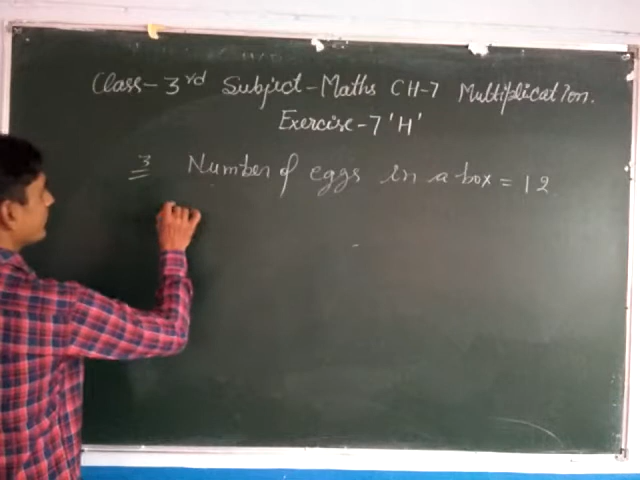 Class-3rd Subject-Maths CH-7 Multiplication.
Exercise-7'H'
3 Number of eggs in a box = 12